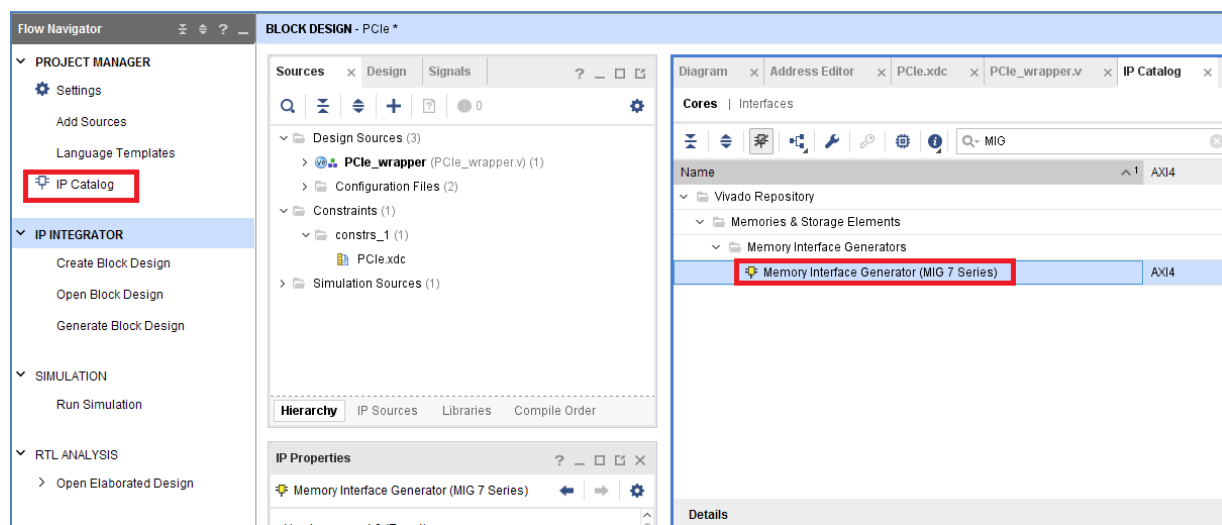 Flow Navigator
?
PROJECT MANAGER
Settings
Add Sources
Language Templates
IP Catalog
IP INTEGRATOR
Create Block Design
Open Block Design
Generate Block Design
SIMULATION
Run Simulation
RTL ANALYSIS
Open Elaborated Design
BLOCK DESIGN - PCIe *
Sources Design Signals ?
0
Design Sources (3)
PCIe_wrapper (PCIe_wrapper.v) (1)
Configuration Files (2)
Constraints (1)
constrs_1 (1)
PCIe.xdc
Simulation Sources (1)
Hierarchy IP Sources Libraries Compile Order
IP Properties ?
Memory Interface Generator (MIG 7 Series)
Diagram Address Editor PCIe.xdc PCIe_wrapper.v IP Catalog
Cores | Interfaces
MIG
Name 1 AXI4
Vivado Repository
Memories & Storage Elements
Memory Interface Generators
Memory Interface Generator (MIG 7 Series) AXI4
Details